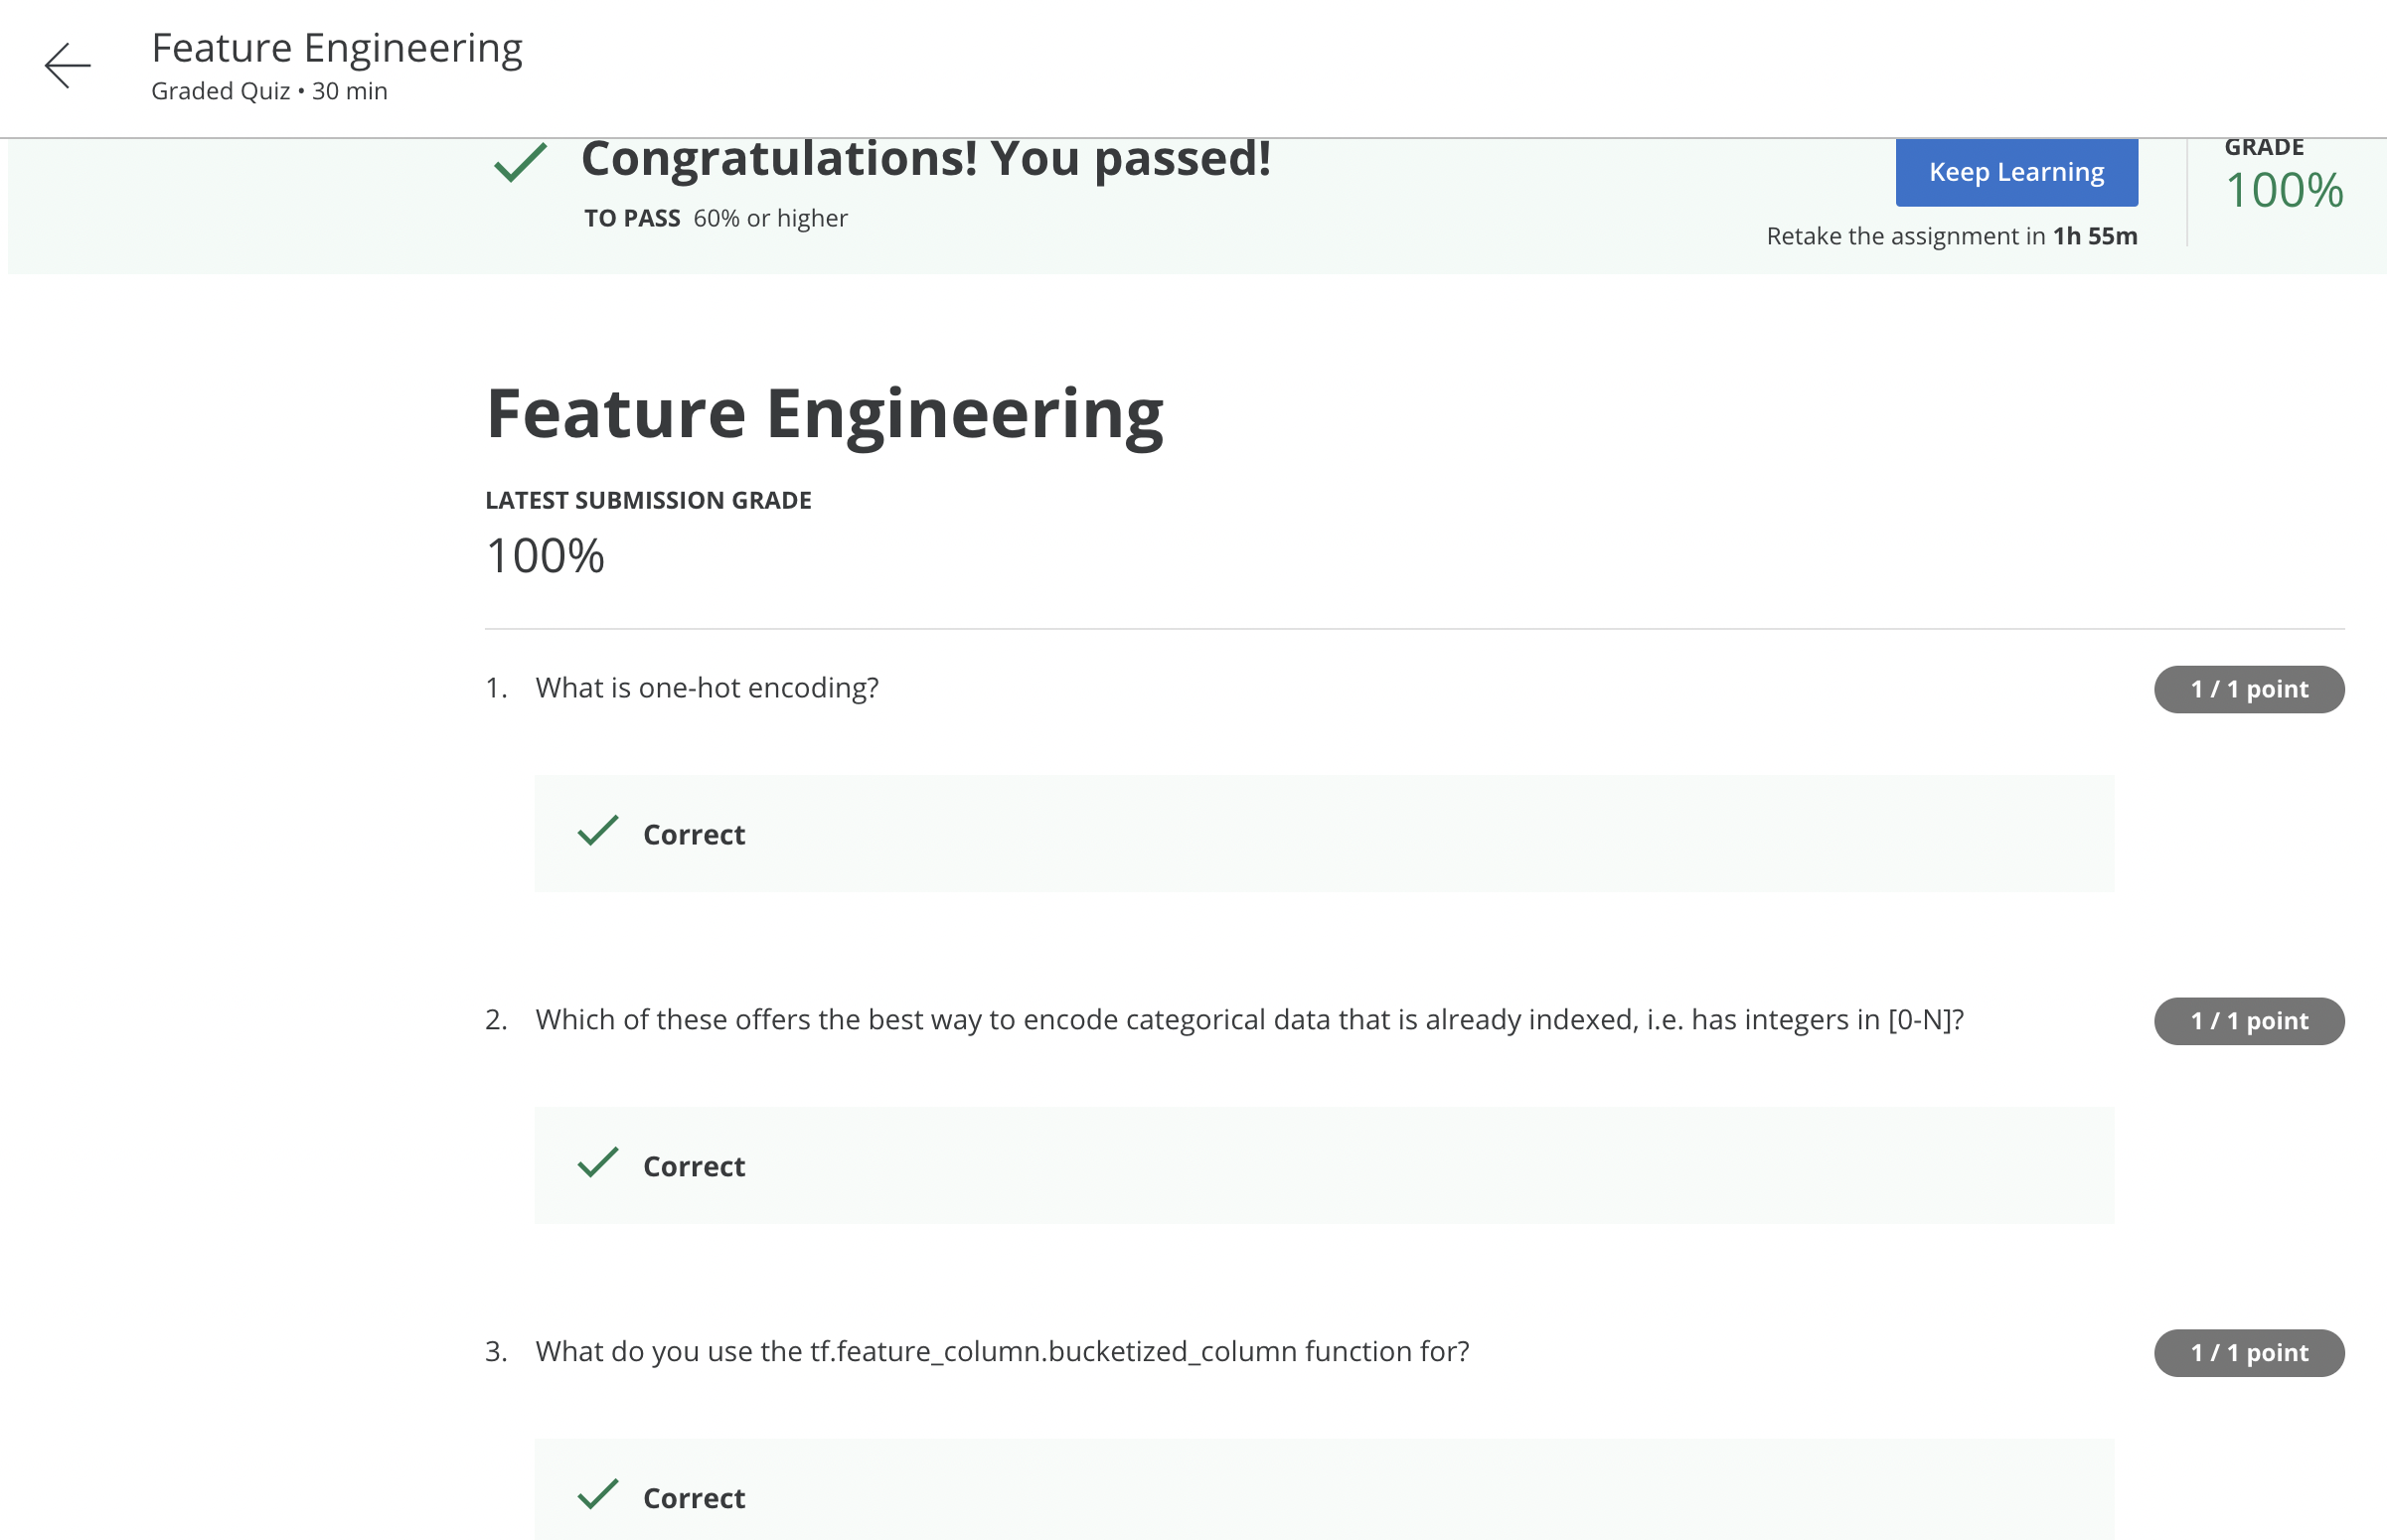 Feature Engineering
Graded Quiz • 30 min
Congratulations! You passed!
TO PASS 60% or higher
Keep Learning
Retake the assignment in 1h 55m
GRADE
100%
Feature Engineering
LATEST SUBMISSION GRADE
100%
1. What is one-hot encoding?
1 / 1 point
Correct
2. Which of these offers the best way to encode categorical data that is already indexed, i.e. has integers in [0-N]?
1 / 1 point
Correct
3. What do you use the tf.feature_column.bucketized_column function for?
1 / 1 point
Correct